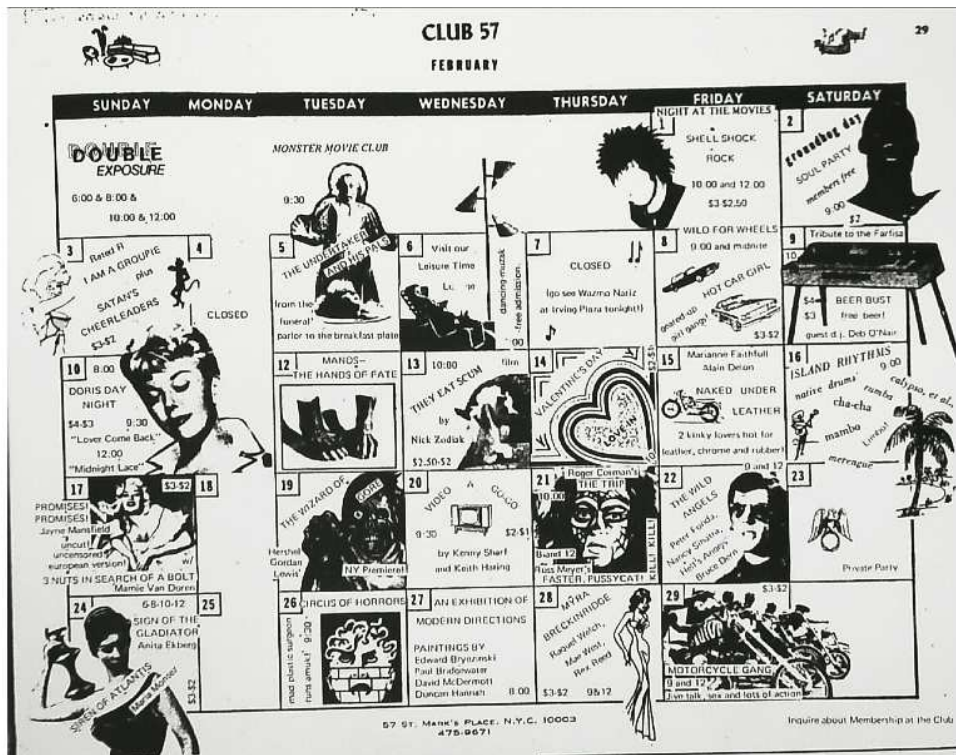 CLUB 57
29
FEBRUARY
SUNDAY MONDAY TUESDAY WEDNESDAY THURSDAY FRIDAY SATURDAY
DOUBLE
EXPOSURE
6:00 & 8:00 &
10:00 & 12:00
MONSTER MOVIE CLUB
9:30
NIGHT AT THE MOVIES
1
SHELL SHOCK
ROCK
10:00 and 12:00
$3 $2.50
2
groundhog day
SOUL PARTY
members free
9:00
$2
3
Rated R
I AM A GROUPIE
plus
SATAN'S
CHEERLEADERS
$3-$2
4
CLOSED
5
THE UNDERTAKER
AND HIS PALS
from the
funeral
parlor to the breakfast plate
6
Visit our
Leisure Time
dancing-muzak
free admission.
7
CLOSED
(go see Wazmo Nariz
at Irving Plaza tonight!)
8
WILD FOR WHEELS
9:00 and midnite
HOT CAR GIRL
geared up
girl gangs!
$3-$2
9
Tribute to the Farfisa
$4
$3
BEER BUST
free beer!
guest d.j. Deb O'Nair
10
8:00
DORIS DAY
NIGHT
$4-$3 9:30
"Lover Come Back"
12:00
"Midnight Lace"
12
MANOS-
THE HANDS OF FATE
13
10:00 film
THEY EAT SCUM
by
Nick Zodiak
$2.50-$2
14
VALENTINE'S DAY
LOVE-IN
15
Marianne Faithfull
Alain Delon
NAKED UNDER
LEATHER
2 kinky lovers hot for
leather, chrome and rubber!
9 and 12
16
ISLAND RHYTHMS
9:00
native drums
rumba
calypso, et al.,
cha-cha
mambo
Limbo!
merengue
17
$3-$2
PROMISES!
PROMISES!
Jayne Mansfield
uncut!
uncensored
european version!
w/
3 NUTS IN SEARCH OF A BOLT
Mamie Van Doren
18
19
THE WIZARD OF
GORE
Hershel
Gordon
Lewis'
NY Premiere!
20
VIDEO A GO-GO
9:30 $2-$1
by Kenny Sharf
and Keith Haring
21
Roger Corman's
THE TRIP
10:00
8 and 12
Russ Meyer's
FASTER, PUSSYCAT!
KILL! KILL!
22
THE WILD
ANGELS
Peter Fonda,
Nancy Sinatra,
Hell's Angels
Bruce Dern
23
Private Party
24
6-8-10-12
SIGN OF THE
GLADIATOR
Anita Ekberg
SIREN OF ATLANTIS
Maria Montez
25
$3-$2
26
CIRCUS OF HORRORS
mad plastic surgeon
runs amuk! 9:30
27
AN EXHIBITION OF
MODERN DIRECTIONS
PAINTINGS BY
Paul Bridgwater
David McDermott
Duncan Hannah 8:00
28
MYRA
BRECKINRIDGE
Raquel Welch,
Mae West,
Rex Reed
$3-$2 9&12
29
$3-$2
MOTORCYCLE GANG
9 and 12
Jive talk, sex and lots of action
57 ST. MARK'S PLACE, N.Y.C. 10003
475-9671
Inquire about Membership at the Club